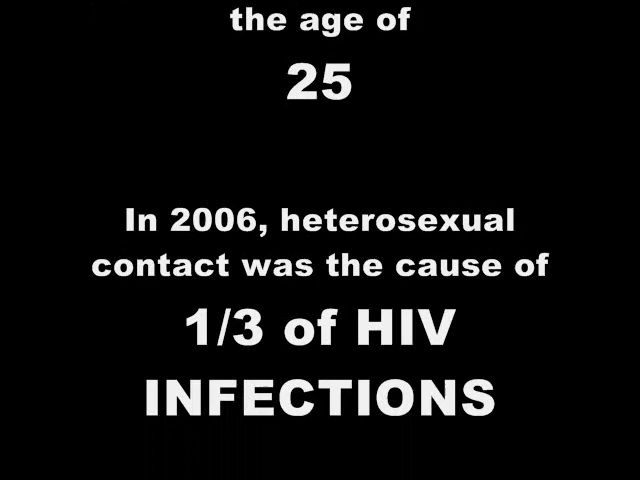 the age of
25
In 2006, heterosexual
contact was the cause of
1/3 of HIV
INFECTIONS